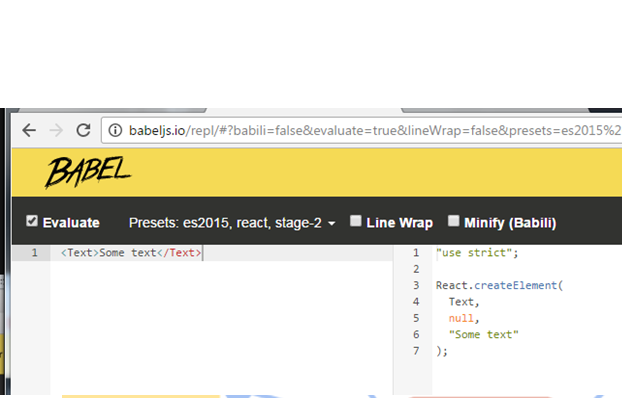 babeljs.io/repl/#?babili=false&evaluate=true&lineWrap=false&presets=es2015%2
BABEL
Evaluate Presets: es2015, react, stage-2 Line Wrap Minify (Babili)
1 <Text>Some text</Text>
1 "use strict";
2
3 React.createElement(
4 Text,
5 null,
6 "Some text"
7 );